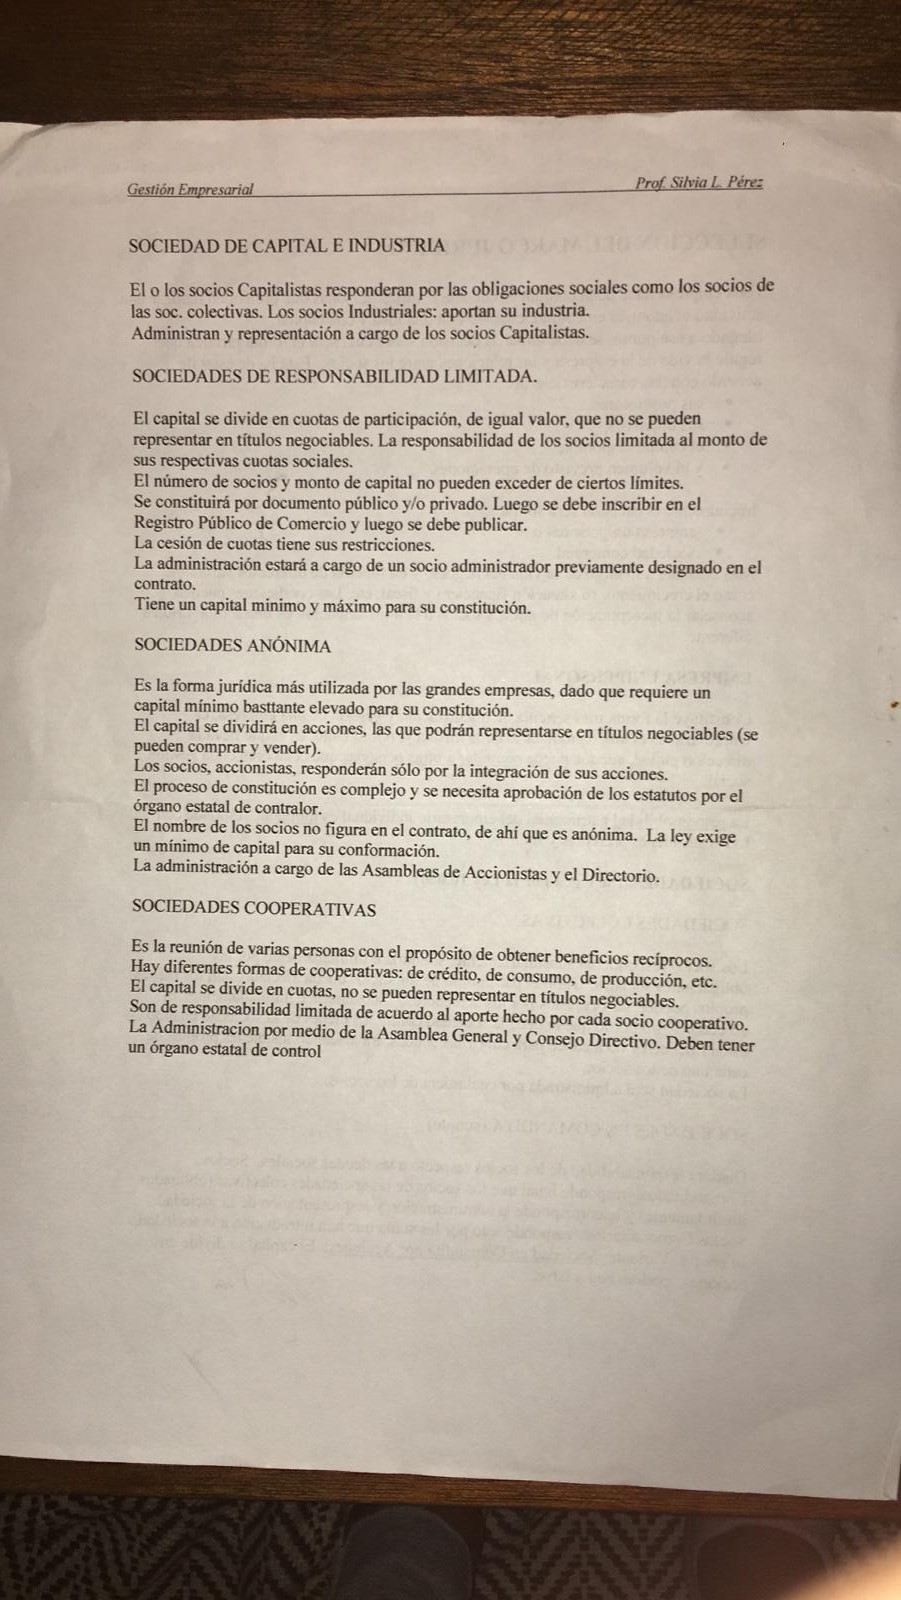 Gestión Empresarial
Prof. Silvia L. Pérez
SOCIEDAD DE CAPITAL E INDUSTRIA
El o los socios Capitalistas responderan por las obligaciones sociales como los socios de
las soc. colectivas. Los socios Industriales: aportan su industria.
Administran y representación a cargo de los socios Capitalistas.
SOCIEDADES DE RESPONSABILIDAD LIMITADA.
El capital se divide en cuotas de participación, de igual valor, que no se pueden
representar en títulos negociables. La responsabilidad de los socios limitada al monto de
sus respectivas cuotas sociales.
El número de socios y monto de capital no pueden exceder de ciertos límites.
Se constituirá por documento público y/o privado. Luego se debe inscribir en el
Registro Público de Comercio y luego se debe publicar.
La cesión de cuotas tiene sus restricciones.
La administración estará a cargo de un socio administrador previamente designado en el
contrato.
Tiene un capital minimo y máximo para su constitución.
SOCIEDADES ANÓNIMA
Es la forma jurídica más utilizada por las grandes empresas, dado que requiere un
capital mínimo basttante elevado para su constitución.
El capital se dividirá en acciones, las que podrán representarse en títulos negociables (se
pueden comprar y vender).
Los socios, accionistas, responderán sólo por la integración de sus acciones.
El proceso de constitución es complejo y se necesita aprobación de los estatutos por el
órgano estatal de contralor.
El nombre de los socios no figura en el contrato, de ahí que es anónima. La ley exige
un mínimo de capital para su conformación.
La administración a cargo de las Asambleas de Accionistas y el Directorio.
SOCIEDADES COOPERATIVAS
Es la reunión de varias personas con el propósito de obtener beneficios recíprocos.
Hay diferentes formas de cooperativas: de crédito, de consumo, de producción, etc.
El capital se divide en cuotas, no se pueden representar en títulos negociables.
Son de responsabilidad limitada de acuerdo al aporte hecho por cada socio cooperativo.
La Administracion por medio de la Asamblea General y Consejo Directivo. Deben tener
un órgano estatal de control